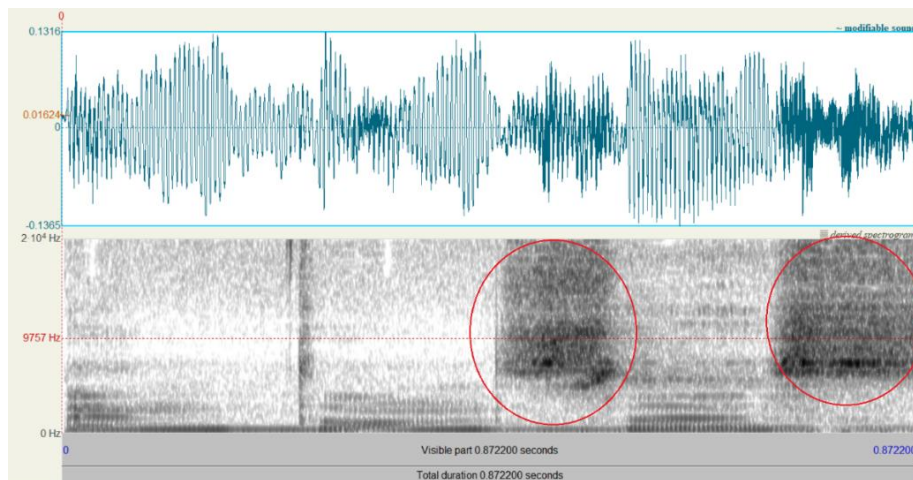 0
0.1316
~ modifiable sound
0.01624
0
-0.1365
2·10⁴ Hz
derived spectrogram
9757 Hz
0 Hz
0 Visible part 0.872200 seconds 0.872200
Total duration 0.872200 seconds